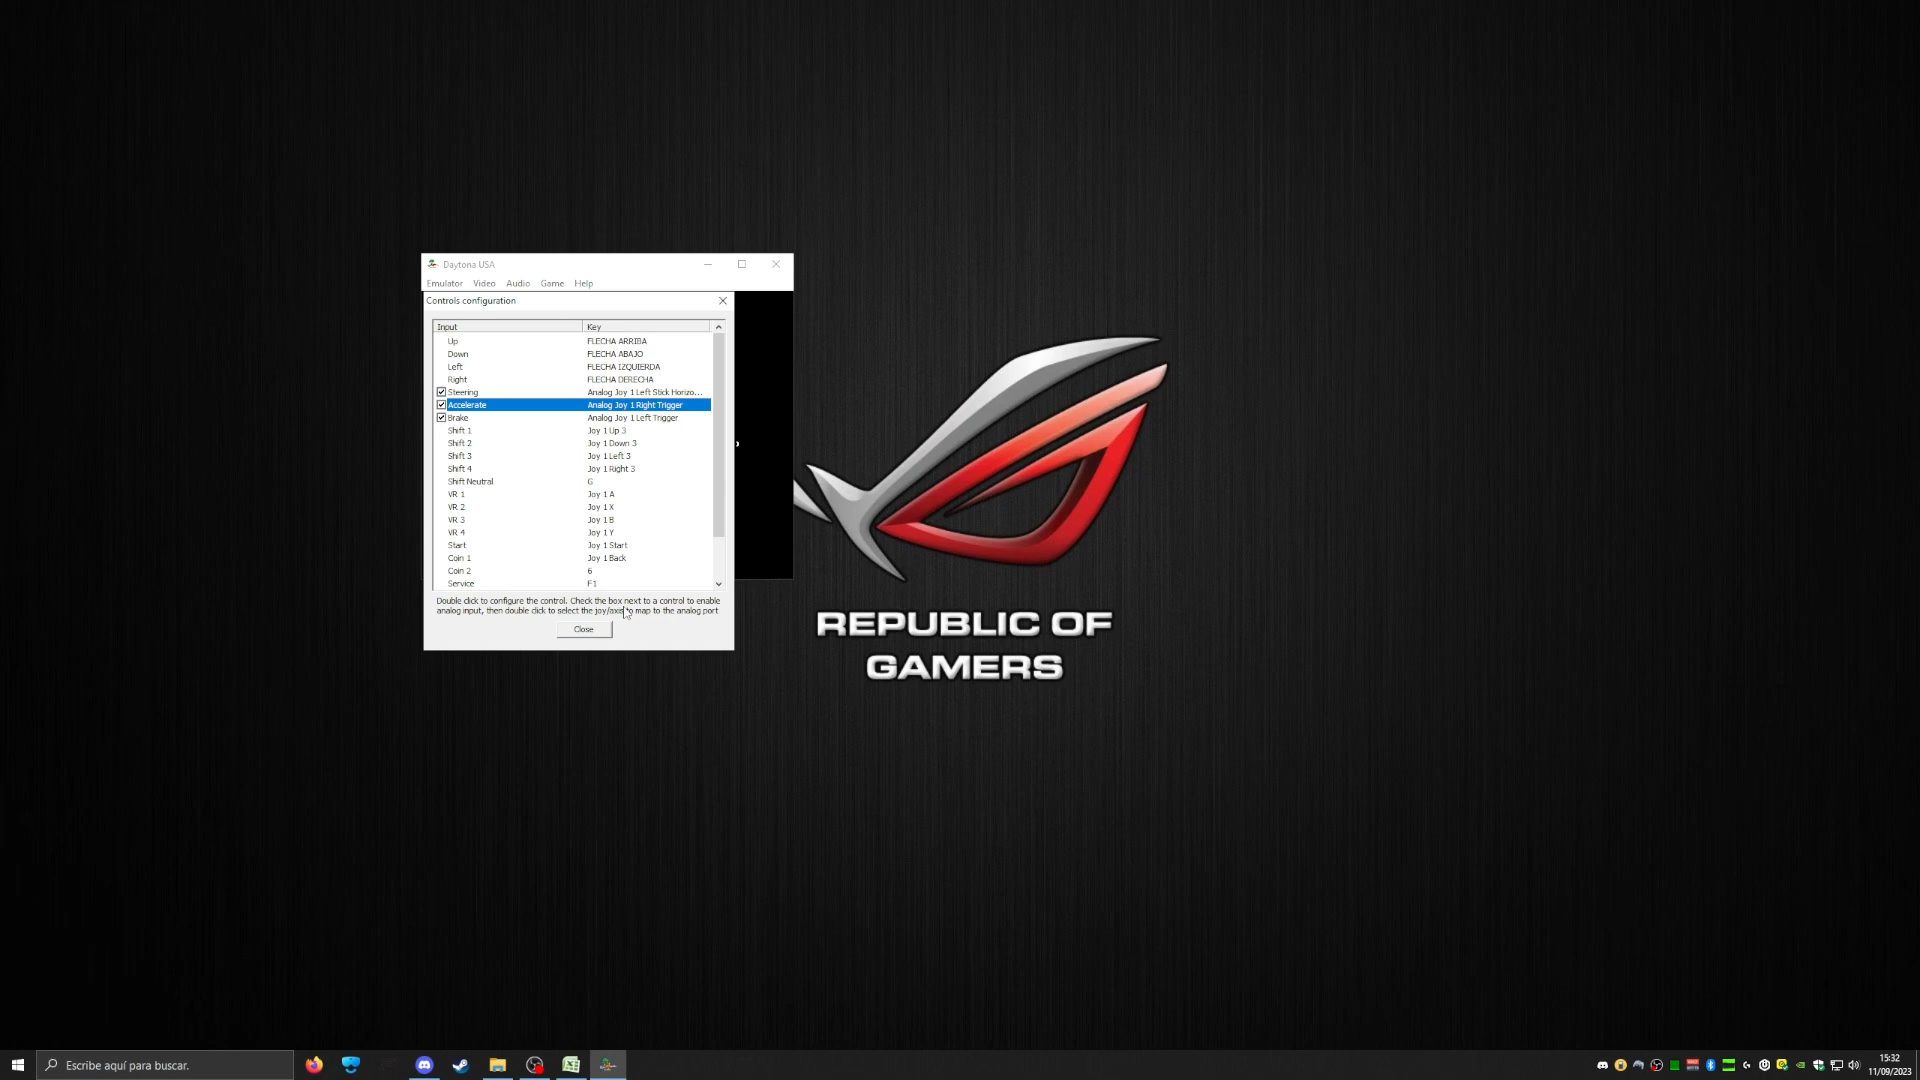 Daytona USA
Emulator Video Audio Game Help
Controls configuration
Input Key
Up FLECHA ARRIBA
Down FLECHA ABAJO
Left FLECHA IZQUIERDA
Right FLECHA DERECHA
Steering Analog Joy 1 Left Stick Horizo...
Accelerate Analog Joy 1 Right Trigger
Brake Analog Joy 1 Left Trigger
Shift 1 Joy 1 Up 3
Shift 2 Joy 1 Down 3
Shift 3 Joy 1 Left 3
Shift 4 Joy 1 Right 3
Shift Neutral G
VR 1 Joy 1 A
VR 2 Joy 1 X
VR 3 Joy 1 B
VR 4 Joy 1 Y
Start Joy 1 Start
Coin 1 Joy 1 Back
Coin 2 6
Service F1
Double click to configure the control. Check the box next to a control to enable
analog input, then double click to select the joy/axe to map to the analog port
Close
REPUBLIC OF
GAMERS
Escribe aquí para buscar.
15:32
11/09/2023